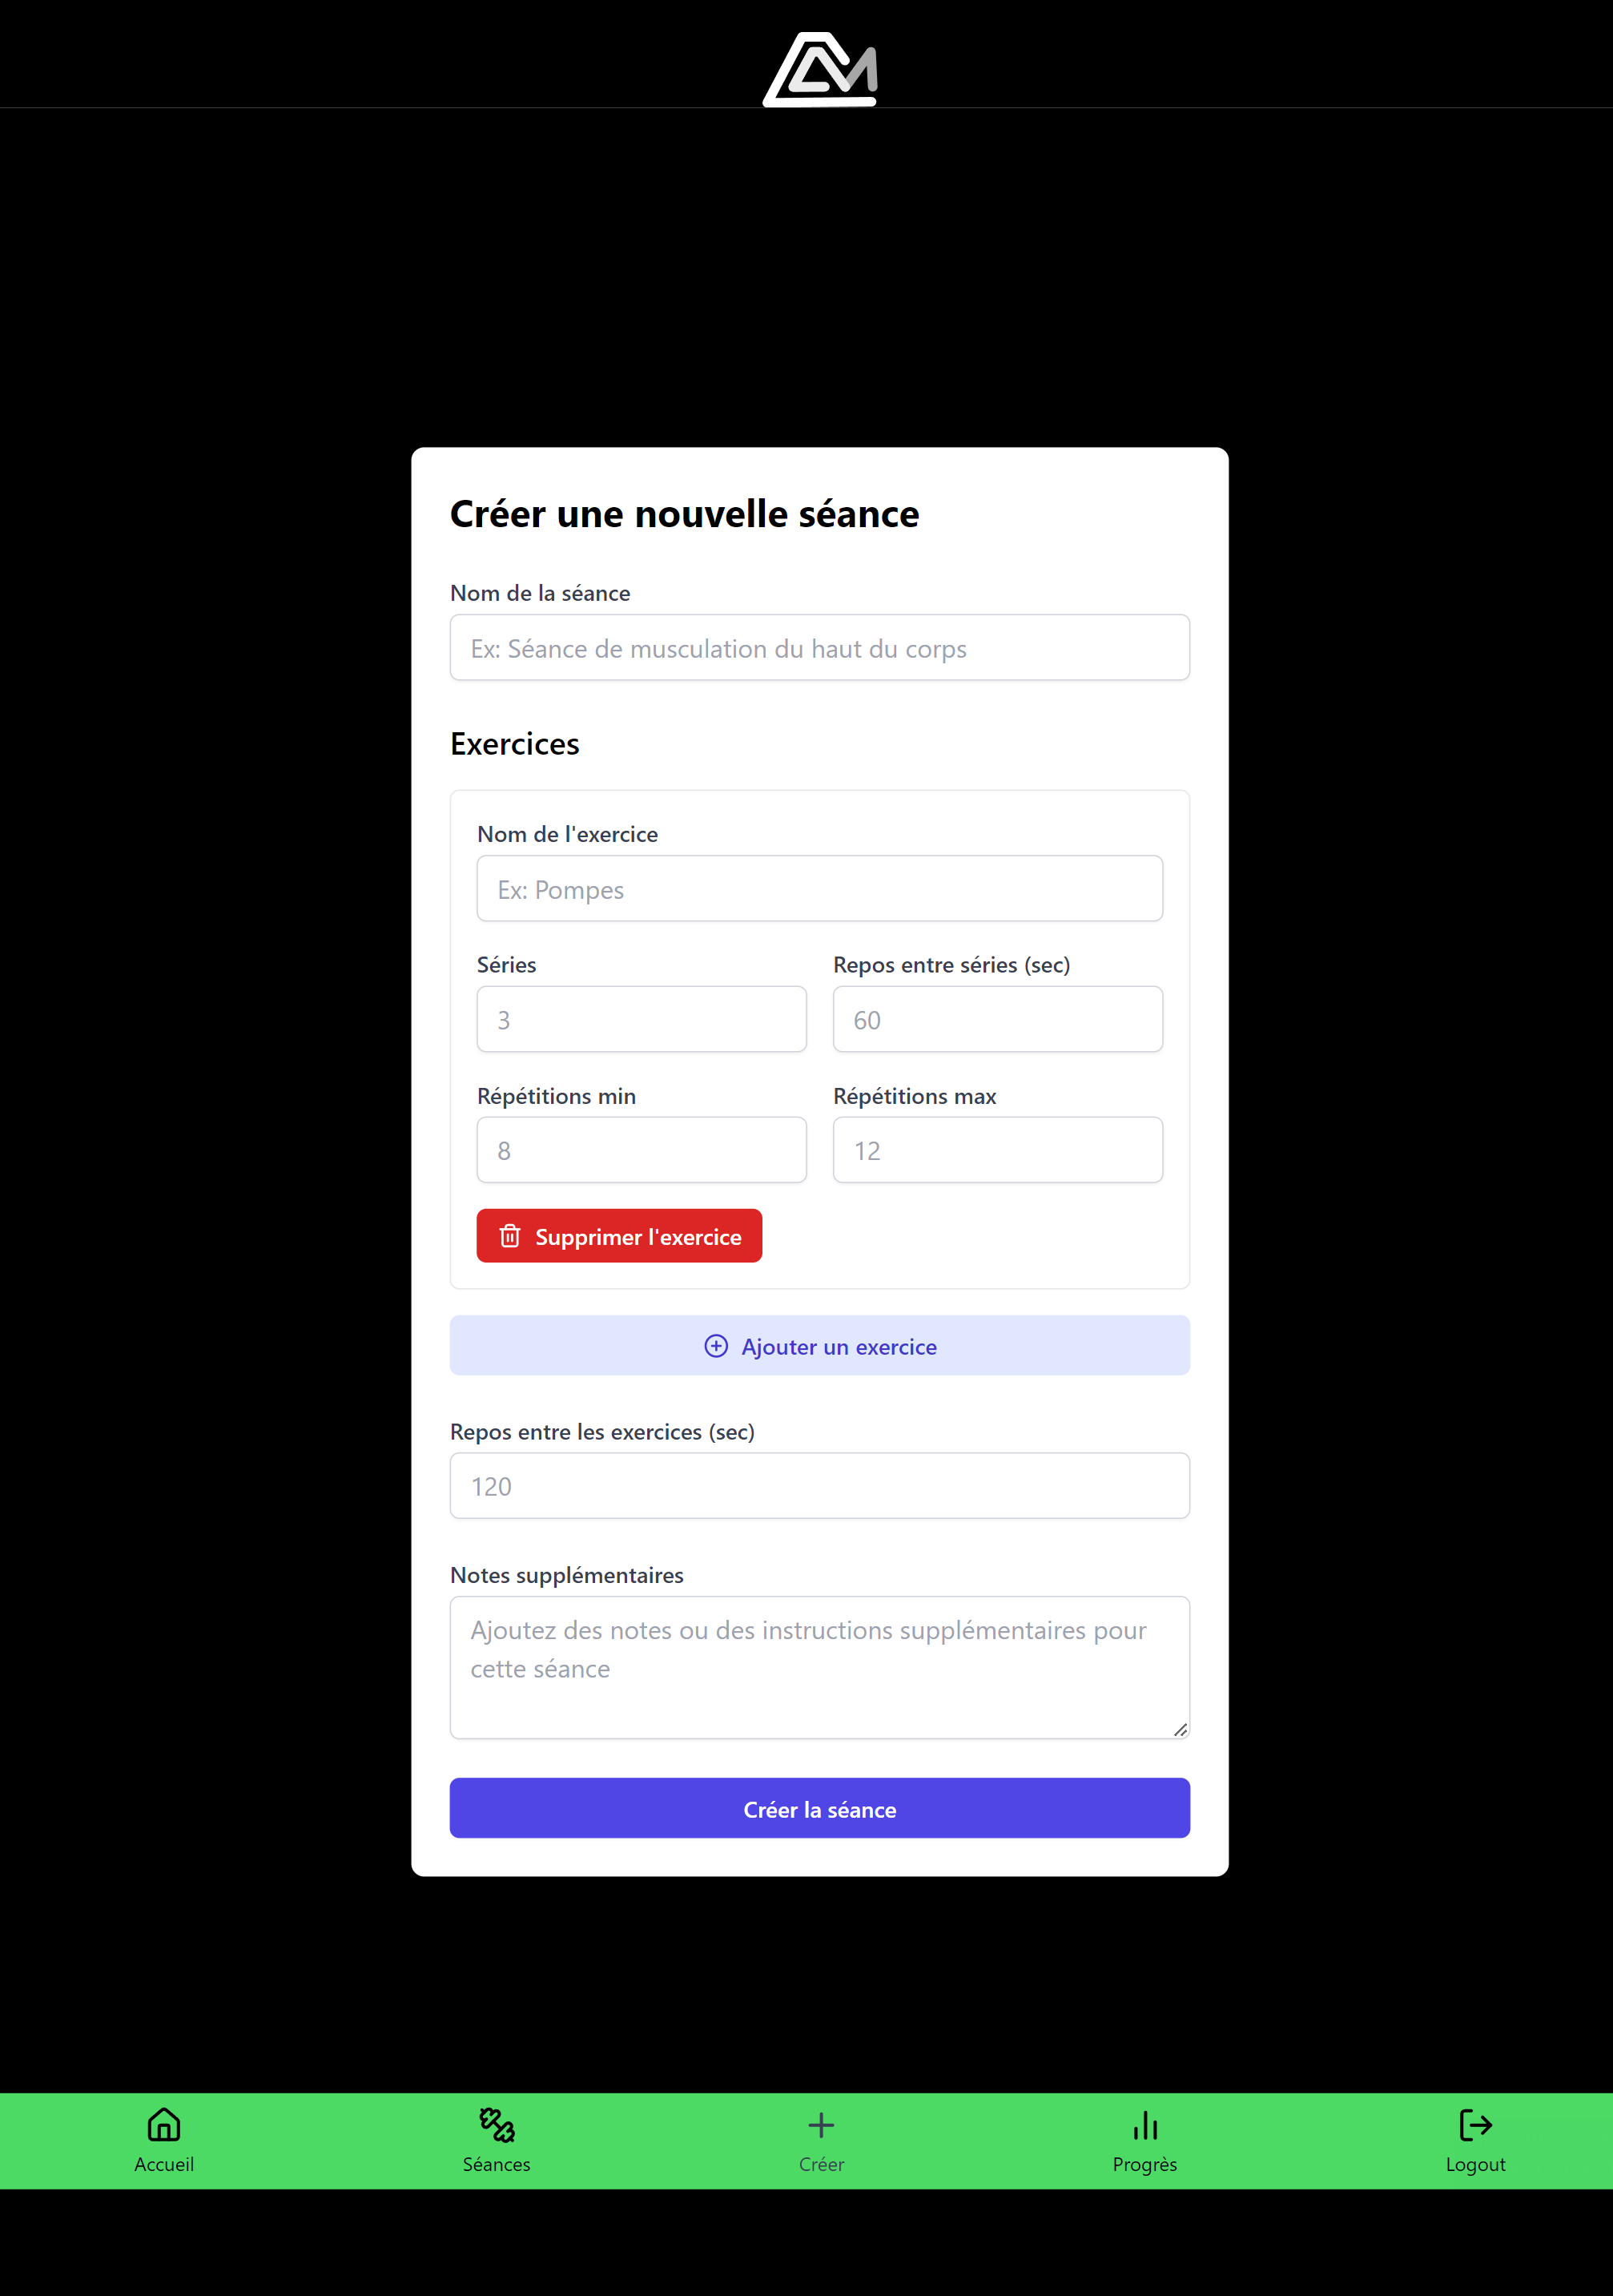 Créer une nouvelle séance
Nom de la séance
Ex: Séance de musculation du haut du corps
Exercices
Nom de l'exercice
Ex: Pompes
Séries
Repos entre séries (sec)
3
60
Répétitions min
Répétitions max
8
12
Supprimer l'exercice
Ajouter un exercice
Repos entre les exercices (sec)
120
Notes supplémentaires
Ajoutez des notes ou des instructions supplémentaires pour
cette séance
Créer la séance
Accueil
Séances
Créer
Progrès
Logout